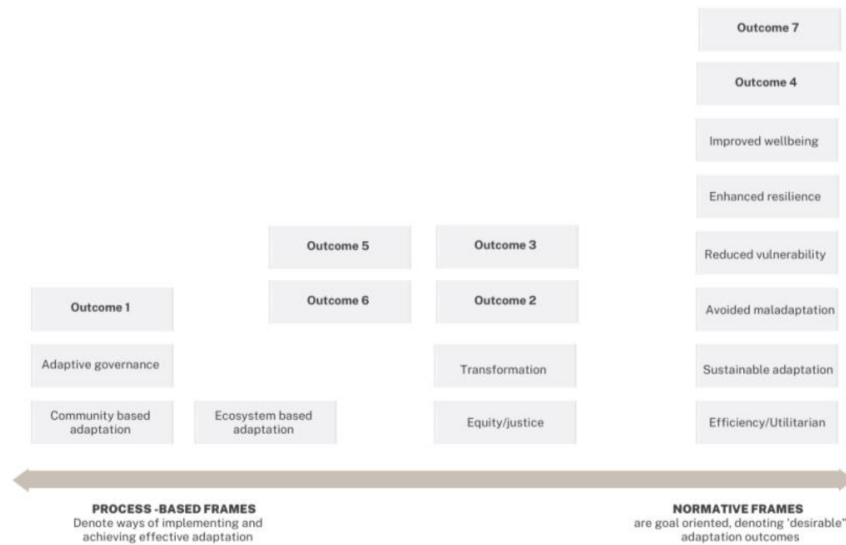 Outcome 7
Outcome 4
Improved wellbeing
Enhanced resilience
Outcome 5
Outcome 3
Reduced vulnerability
Outcome 1
Outcome 6
Outcome 2
Avoided maladaptation
Adaptive governance
Transformation
Sustainable adaptation
Community based
adaptation
Ecosystem based
adaptation
Equity/justice
Efficiency/Utilitarian
PROCESS -BASED FRAMES
Denote ways of implementing and
achieving effective adaptation
NORMATIVE FRAMES
are goal oriented, denoting 'desirable"
adaptation outcomes